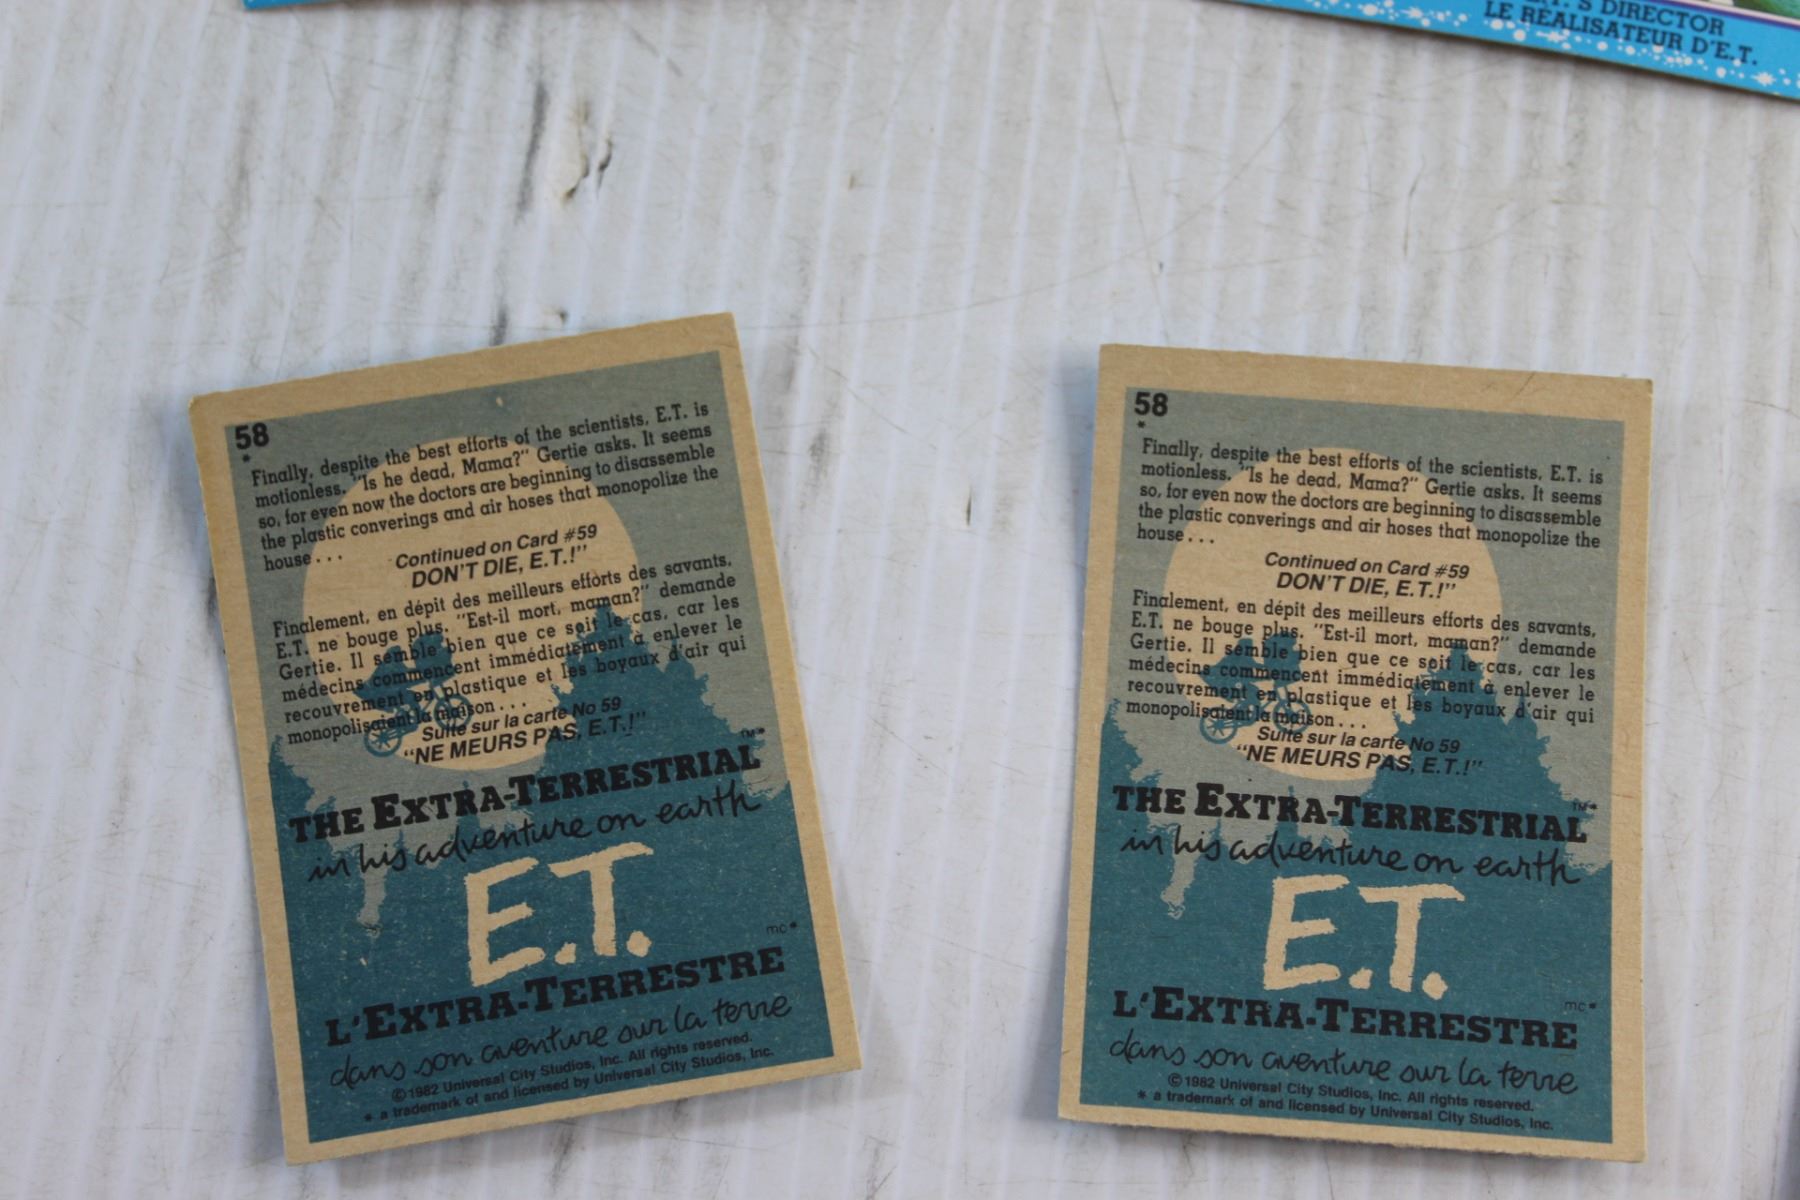 E.T.'S DIRECTOR
LE RÉALISATEUR D'E.T.
58
*
Finally, despite the best efforts of the scientists, E.T. is
motionless. "Is he dead, Mama?" Gertie asks. It seems
so, for even now the doctors are beginning to disassemble
the plastic converings and air hoses that monopolize the
house . . .
Continued on Card #59
DON'T DIE, E.T.!"
Finalement, en dépit des meilleurs efforts des savants,
E.T. ne bouge plus. "Est-il mort, maman?" demande
Gertie. Il semble bien que ce soit le cas, car les
médecins commencent immédiatement à enlever le
recouvrement en plastique et les boyaux d'air qui
monopolisaient la maison . . .
Suite sur la carte No 59
"NE MEURS PAS, E.T.!"
TM*
THE EXTRA-TERRESTRIAL
in his adventure on earth
E.T.
mc*
L'EXTRA-TERRESTRE
dans son aventure sur la terre
©1982 Universal City Studios, Inc. All rights reserved.
* a trademark of and licensed by Universal City Studios, Inc.
58
*
Finally, despite the best efforts of the scientists, E.T. is
motionless. "Is he dead, Mama?" Gertie asks. It seems
so, for even now the doctors are beginning to disassemble
the plastic converings and air hoses that monopolize the
house . . .
Continued on Card #59
DON'T DIE, E.T.!"
Finalement, en dépit des meilleurs efforts des savants,
E.T. ne bouge plus. "Est-il mort, maman?" demande
Gertie. Il semble bien que ce soit le cas, car les
médecins commencent immédiatement à enlever le
recouvrement en plastique et les boyaux d'air qui
monopolisaient la maison . . .
Suite sur la carte No 59
"NE MEURS PAS, E.T.!"
TM*
THE EXTRA-TERRESTRIAL
in his adventure on earth
E.T.
mc*
L'EXTRA-TERRESTRE
dans son aventure sur la terre
©1982 Universal City Studios, Inc. All rights reserved.
* a trademark of and licensed by Universal City Studios, Inc.